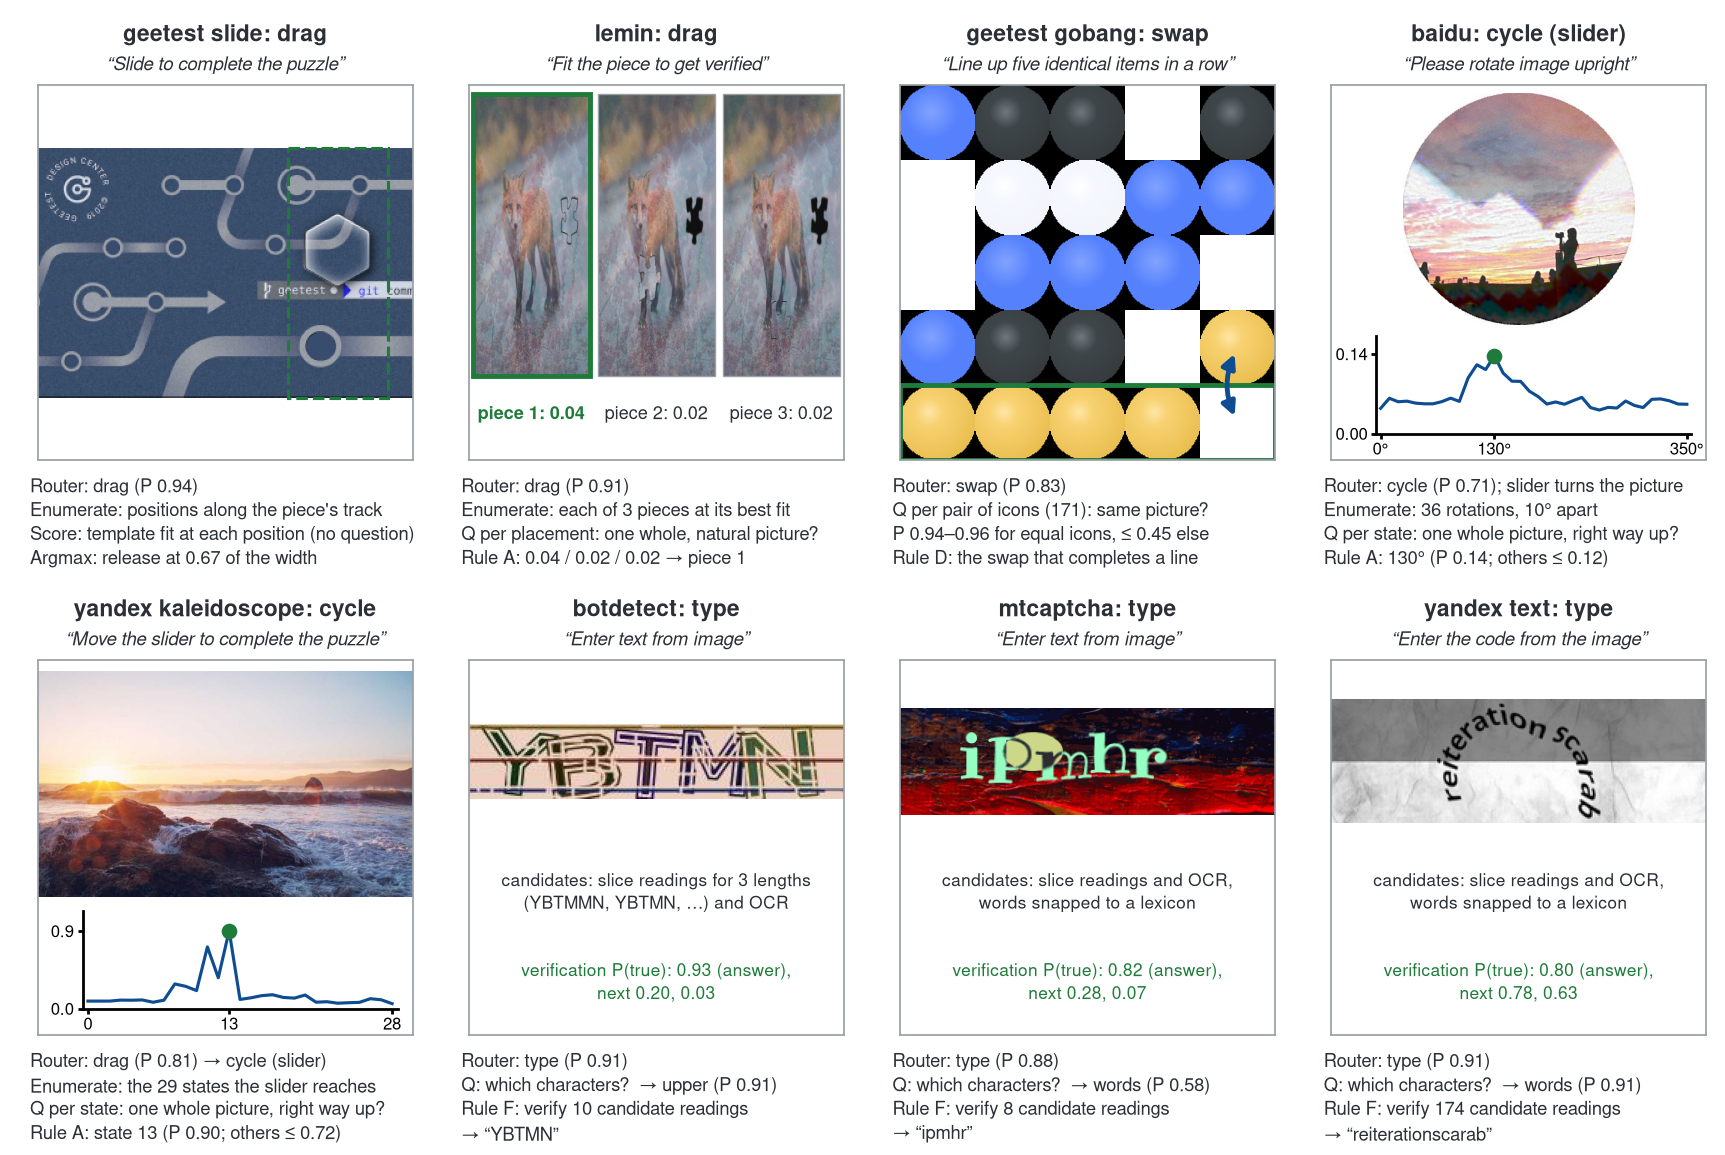 geetest slide: drag
“Slide to complete the puzzle”
DESIGN CENTER
©2019
GEETEST
geetest
git comm
Router: drag (P 0.94)
Enumerate: positions along the piece's track
Score: template fit at each position (no question)
Argmax: release at 0.67 of the width
lemin: drag
“Fit the piece to get verified”
piece 1: 0.04
piece 2: 0.02
piece 3: 0.02
Router: drag (P 0.91)
Enumerate: each of 3 pieces at its best fit
Q per placement: one whole, natural picture?
Rule A: 0.04 / 0.02 / 0.02 → piece 1
geetest gobang: swap
“Line up five identical items in a row”
Router: swap (P 0.83)
Q per pair of icons (171): same picture?
P 0.94–0.96 for equal icons, ≤ 0.45 else
Rule D: the swap that completes a line
baidu: cycle (slider)
“Please rotate image upright”
0.14
0.00
0° 130° 350°
Router: cycle (P 0.71); slider turns the picture
Enumerate: 36 rotations, 10° apart
Q per state: one whole picture, right way up?
Rule A: 130° (P 0.14; others ≤ 0.12)
yandex kaleidoscope: cycle
“Move the slider to complete the puzzle”
0.9
0.0
0 13 28
Router: drag (P 0.81) → cycle (slider)
Enumerate: the 29 states the slider reaches
Q per state: one whole picture, right way up?
Rule A: state 13 (P 0.90; others ≤ 0.72)
botdetect: type
“Enter text from image”
YBTMN
candidates: slice readings for 3 lengths
(YBTMMN, YBTMN, …) and OCR
verification P(true): 0.93 (answer),
next 0.20, 0.03
Router: type (P 0.91)
Q: which characters? → upper (P 0.91)
Rule F: verify 10 candidate readings
→ “YBTMN”
mtcaptcha: type
“Enter text from image”
ipmhr
candidates: slice readings and OCR,
words snapped to a lexicon
verification P(true): 0.82 (answer),
next 0.28, 0.07
Router: type (P 0.88)
Q: which characters? → words (P 0.58)
Rule F: verify 8 candidate readings
→ “ipmhr”
yandex text: type
“Enter the code from the image”
reiteration scarab
candidates: slice readings and OCR,
words snapped to a lexicon
verification P(true): 0.80 (answer),
next 0.78, 0.63
Router: type (P 0.91)
Q: which characters? → words (P 0.91)
Rule F: verify 174 candidate readings
→ “reiterationscarab”